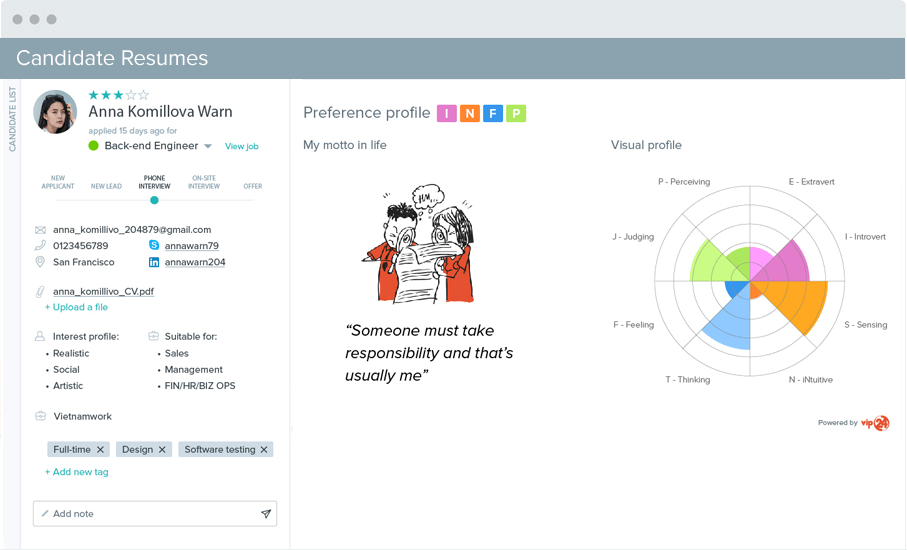 Candidate Resumes
CANDIDATE LIST
Anna Komillova Warn
applied 15 days ago for
Back-end Engineer
View job
NEW APPLICANT
NEW LEAD
PHONE INTERVIEW
ON-SITE INTERVIEW
OFFER
anna_komillivo_204879@gmail.com
0123456789
annawarn79
San Francisco
annawarn204
anna_komillivo_CV.pdf
+ Upload a file
Interest profile:
• Realistic
• Social
• Artistic
Suitable for:
• Sales
• Management
• FIN/HR/BIZ OPS
Vietnamwork
Full-time ✕
Design ✕
Software testing ✕
+ Add new tag
Add note
Preference profile I N F P
My motto in life
HM...
“Someone must take
responsibility and that’s
usually me”
Visual profile
P - Perceiving
E - Extravert
J - Judging
I - Introvert
F - Feeling
S - Sensing
T - Thinking
N - iNtuitive
Powered by vip24